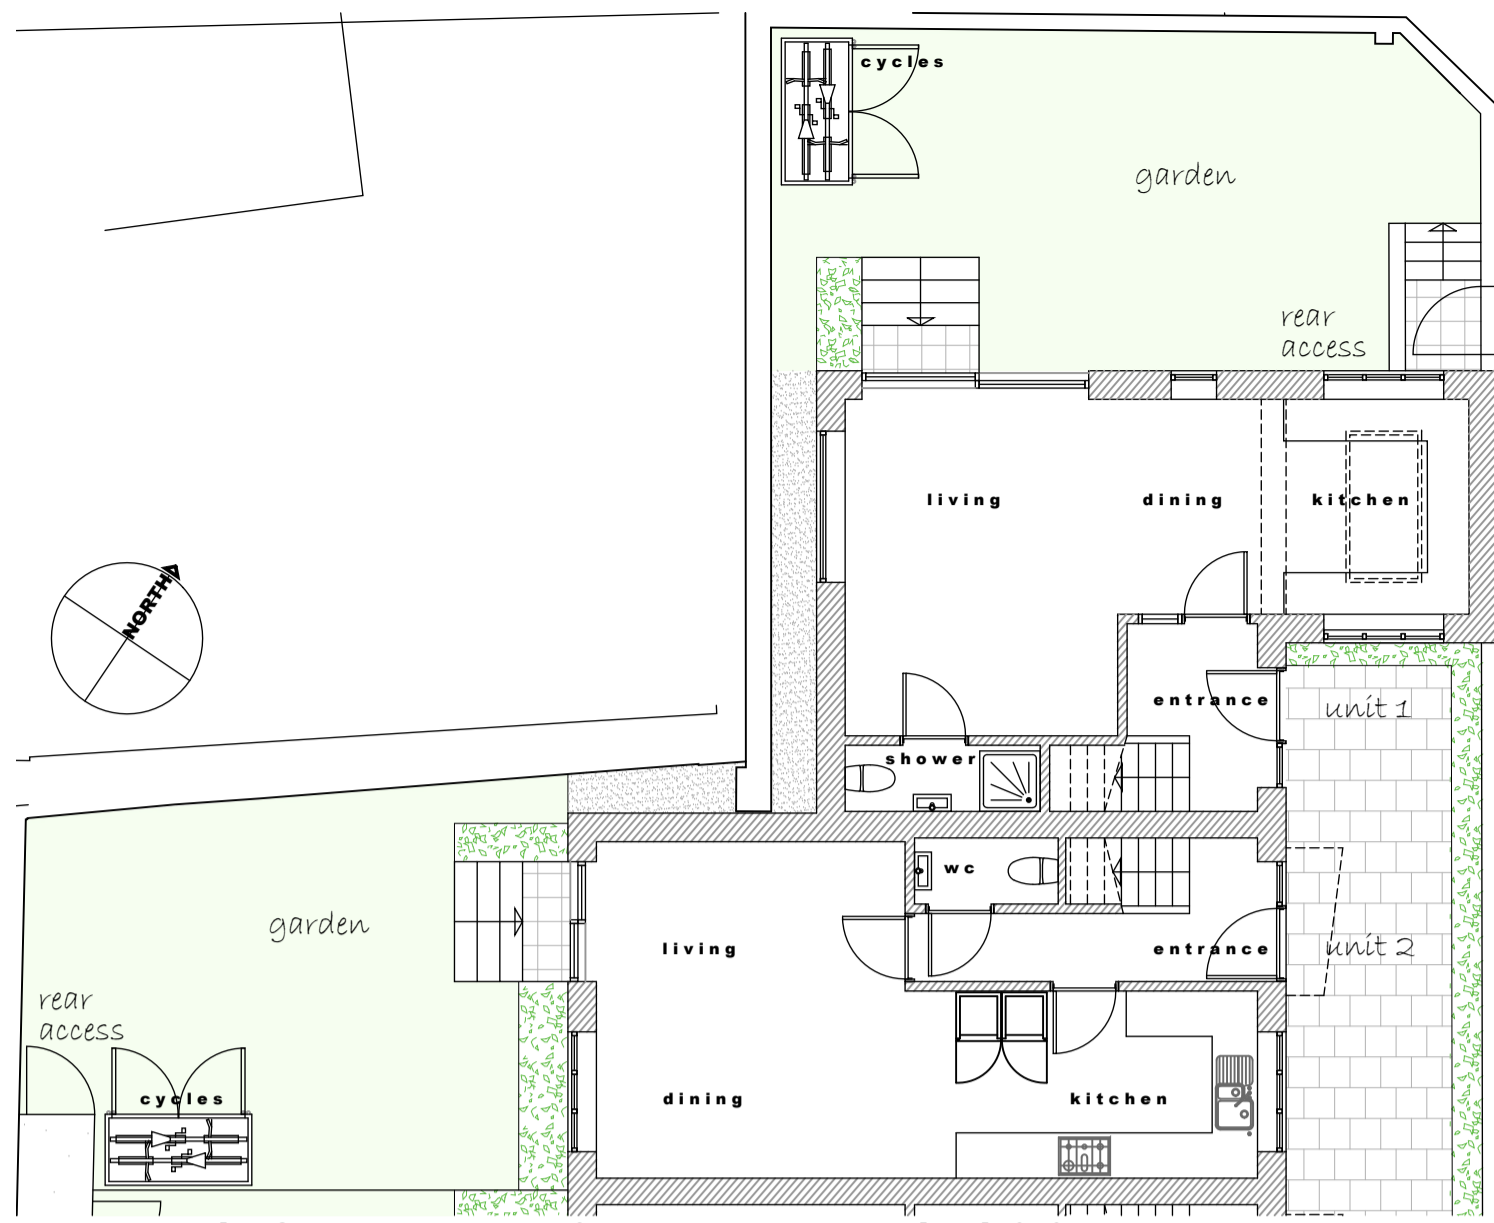 cycles
garden
rear
access
living
dining
kitchen
NORTH
entrance
unit 1
shower
wc
garden
living
entrance
unit 2
rear
access
cycles
dining
kitchen